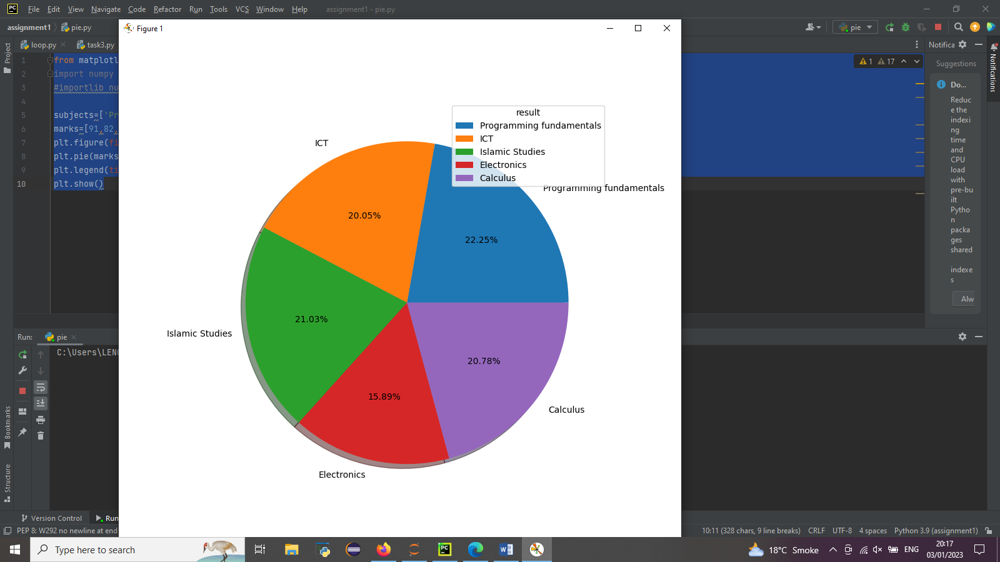 File Edit View Navigate Code Refactor Run Tools VCS Window Help assignment1 - pie.py
assignment1 pie.py
pie
Figure 1
loop.py
task3.py
Notifica
Project
Notifications
1 from matplotl
2 import numpy
3 #importlib nu
4
5 subjects=['Pr
6 marks=[91,82,
7 plt.figure(fi
8 plt.pie(marks
9 plt.legend(ti
10 plt.show()
1 17
Suggestions
Do...
Reduc
e the
indexi
ng
time
and
CPU
load
with
pre-bu
ilt
Pytho
n
packa
ges
shared
indexe
s
Alw
result
Programming fundamentals
ICT
Islamic Studies
Electronics
Calculus
ICT
Programming fundamentals
20.05%
22.25%
21.03%
Islamic Studies
20.78%
15.89%
Calculus
Electronics
Run: pie
C:\Users\LENO
Bookmarks
Structure
Version Control
Run
PEP 8: W292 no newline at end
10:11 (328 chars, 9 line breaks) CRLF UTF-8 4 spaces Python 3.9 (assignment1)
Type here to search
PC
18°C Smoke
ENG
20:17
03/01/2023